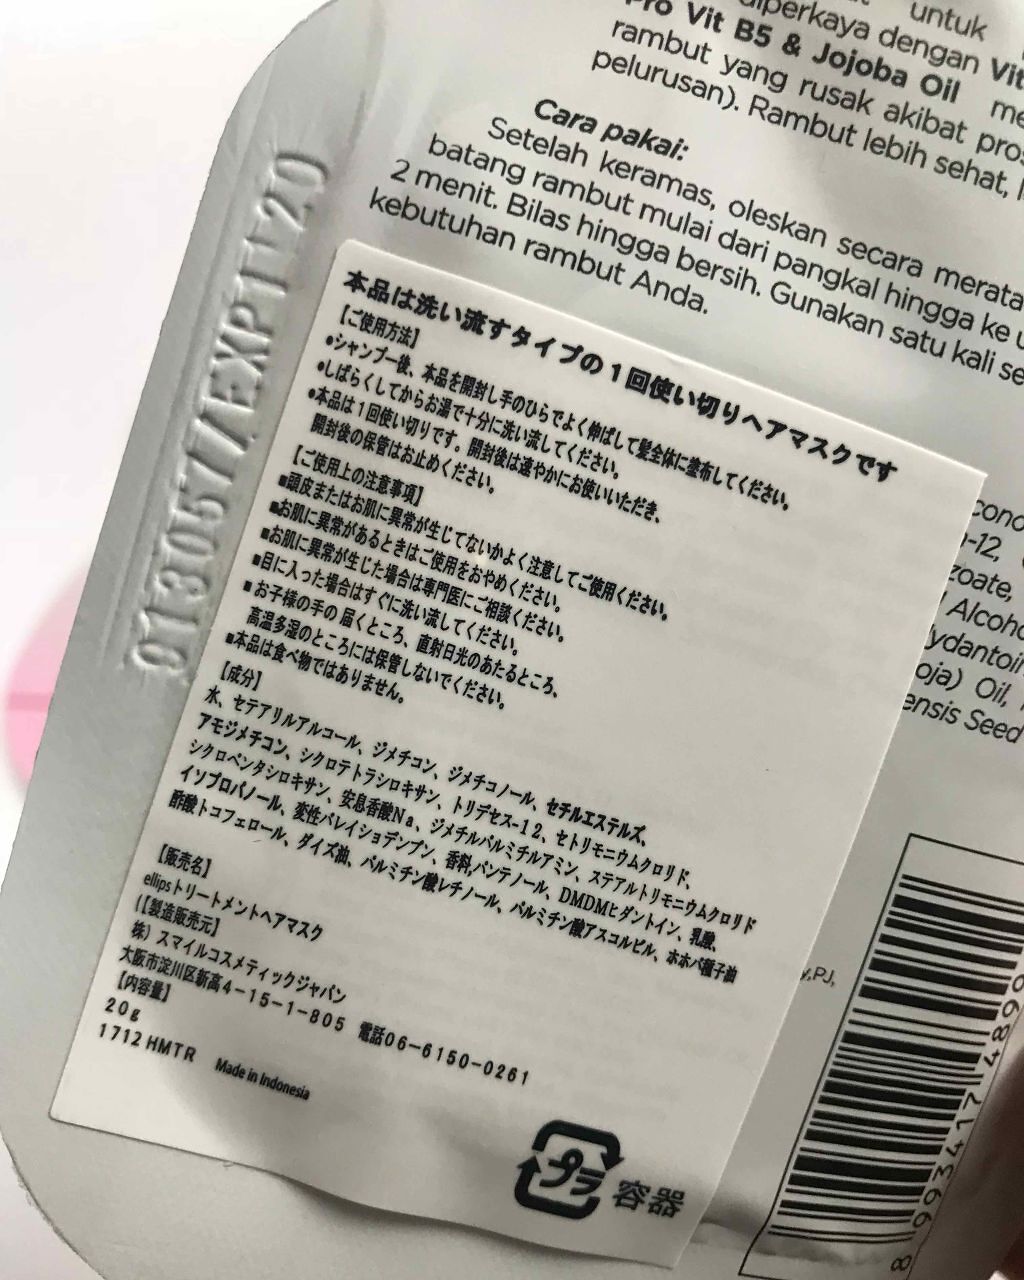 untuk
diperkaya dengan Vit
Pro Vit B5 & Jojoba Oil me
rambut yang rusak akibat pros
pelurusan). Rambut lebih sehat,
Cara pakai:
Setelah keramas, oleskan secara merata
batang rambut mulai dari pangkal hingga ke u
2 menit. Bilas hingga bersih. Gunakan satu kali se
kebutuhan rambut Anda.
EXP11 20
本品は洗い流すタイプの1回使い切りヘアマスクです
【ご使用方法】
●シャンプー後、本品を開封し手のひらでよく伸ばして髪全体に塗布してください。
●しばらくしてからお湯で十分に洗い流してください。
●本品は1回使い切りです。開封後は速やかにお使いいただき、
開封後の保管はお止めください。
【ご使用上の注意事項】
■頭皮またはお肌に異常が生じてないかよく注意してご使用ください。
■お肌に異常があるときはご使用をおやめください。
■お肌に異常が生じた場合は専門医にご相談ください。
■目に入った場合はすぐに洗い流してください。
■お子様の手の 届くところ、直射日光のあたるところ、
高温多湿のところには保管しないでください。
■本品は食べ物ではありません。
【成分】
水、セテアリルアルコール、ジメチコン、ジメチコノール、セチルエステルズ、
アモジメチコン、シクロテトラシロキサン、トリデセス-12、セトリモニウムクロリド、
シクロペンタシロキサン、安息香酸Na、ジメチルパルミチルアミン、ステアルトリモニウムクロリド
イソプロパノール、変性バレイショデンプン、香料,パンテノール、DMDMヒダントイン、乳酸、
酢酸トコフェロール、ダイズ油、パルミチン酸レチノール、パルミチン酸アスコルビル、ホホバ種子油
【販売名】
ellipsトリートメントヘアマスク
(【製造販売元】
株）スマイルコスメティックジャパン
大阪市淀川区新高4-15-1-805 電話06-6150-0261
【内容量】
20g
1712 HMTR Made in Indonesia
プラ 容器
cond
-12,
zoate,
Alcoho
ydantoin
oja) Oil,
ensis Seed
y,PJ,